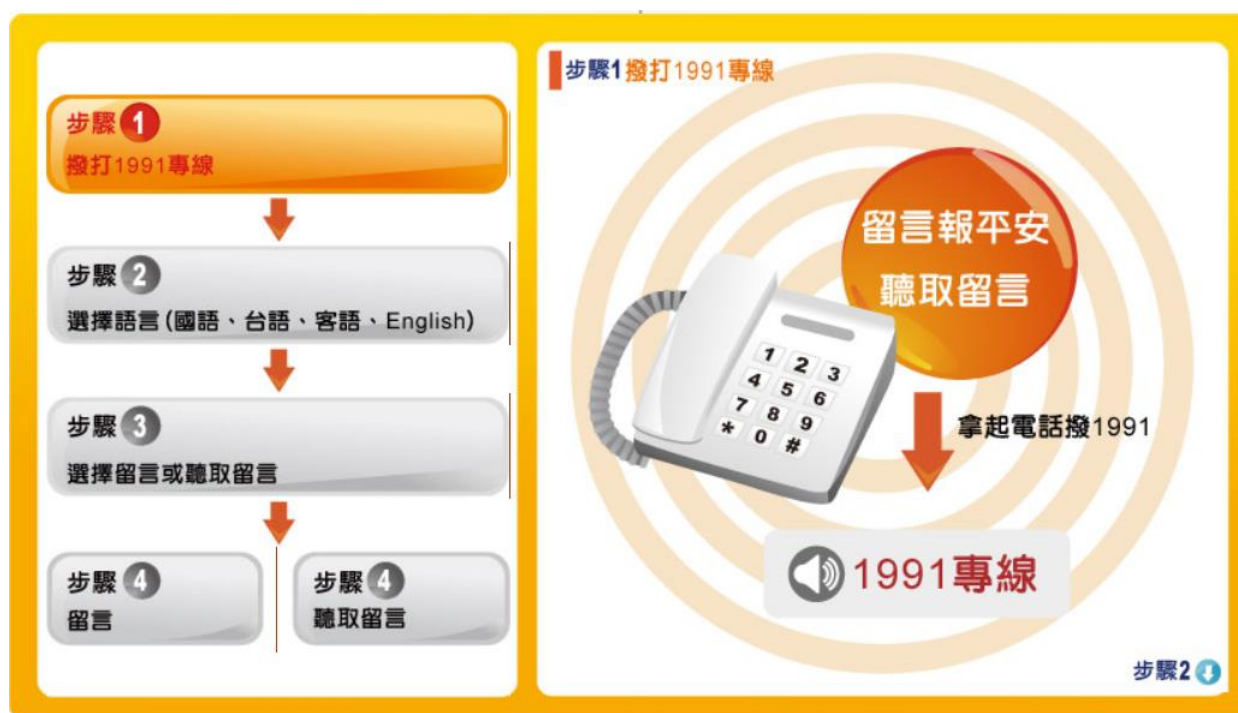 步驟1
撥打1991專線
步驟2
選擇語言(國語、台語、客語、English)
步驟3
選擇留言或聽取留言
步驟4
留言
步驟4
聽取留言
步驟1撥打1991專線
留言報平安
聽取留言
1 2 3
4 5 6
7 8 9
* 0 #
拿起電話撥1991
1991專線
步驟2